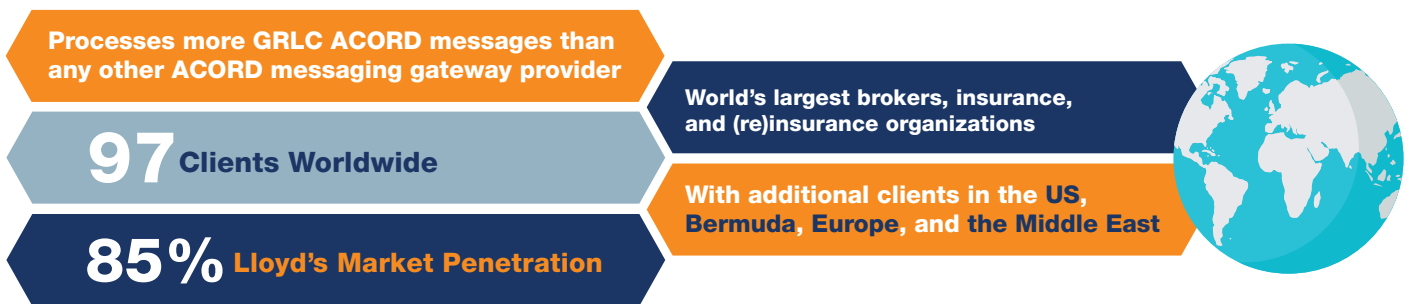 Processes more GRLC ACORD messages than
any other ACORD messaging gateway provider
97 Clients Worldwide
85% Lloyd's Market Penetration
World's largest brokers, insurance,
and (re)insurance organizations
With additional clients in the US,
Bermuda, Europe, and the Middle East